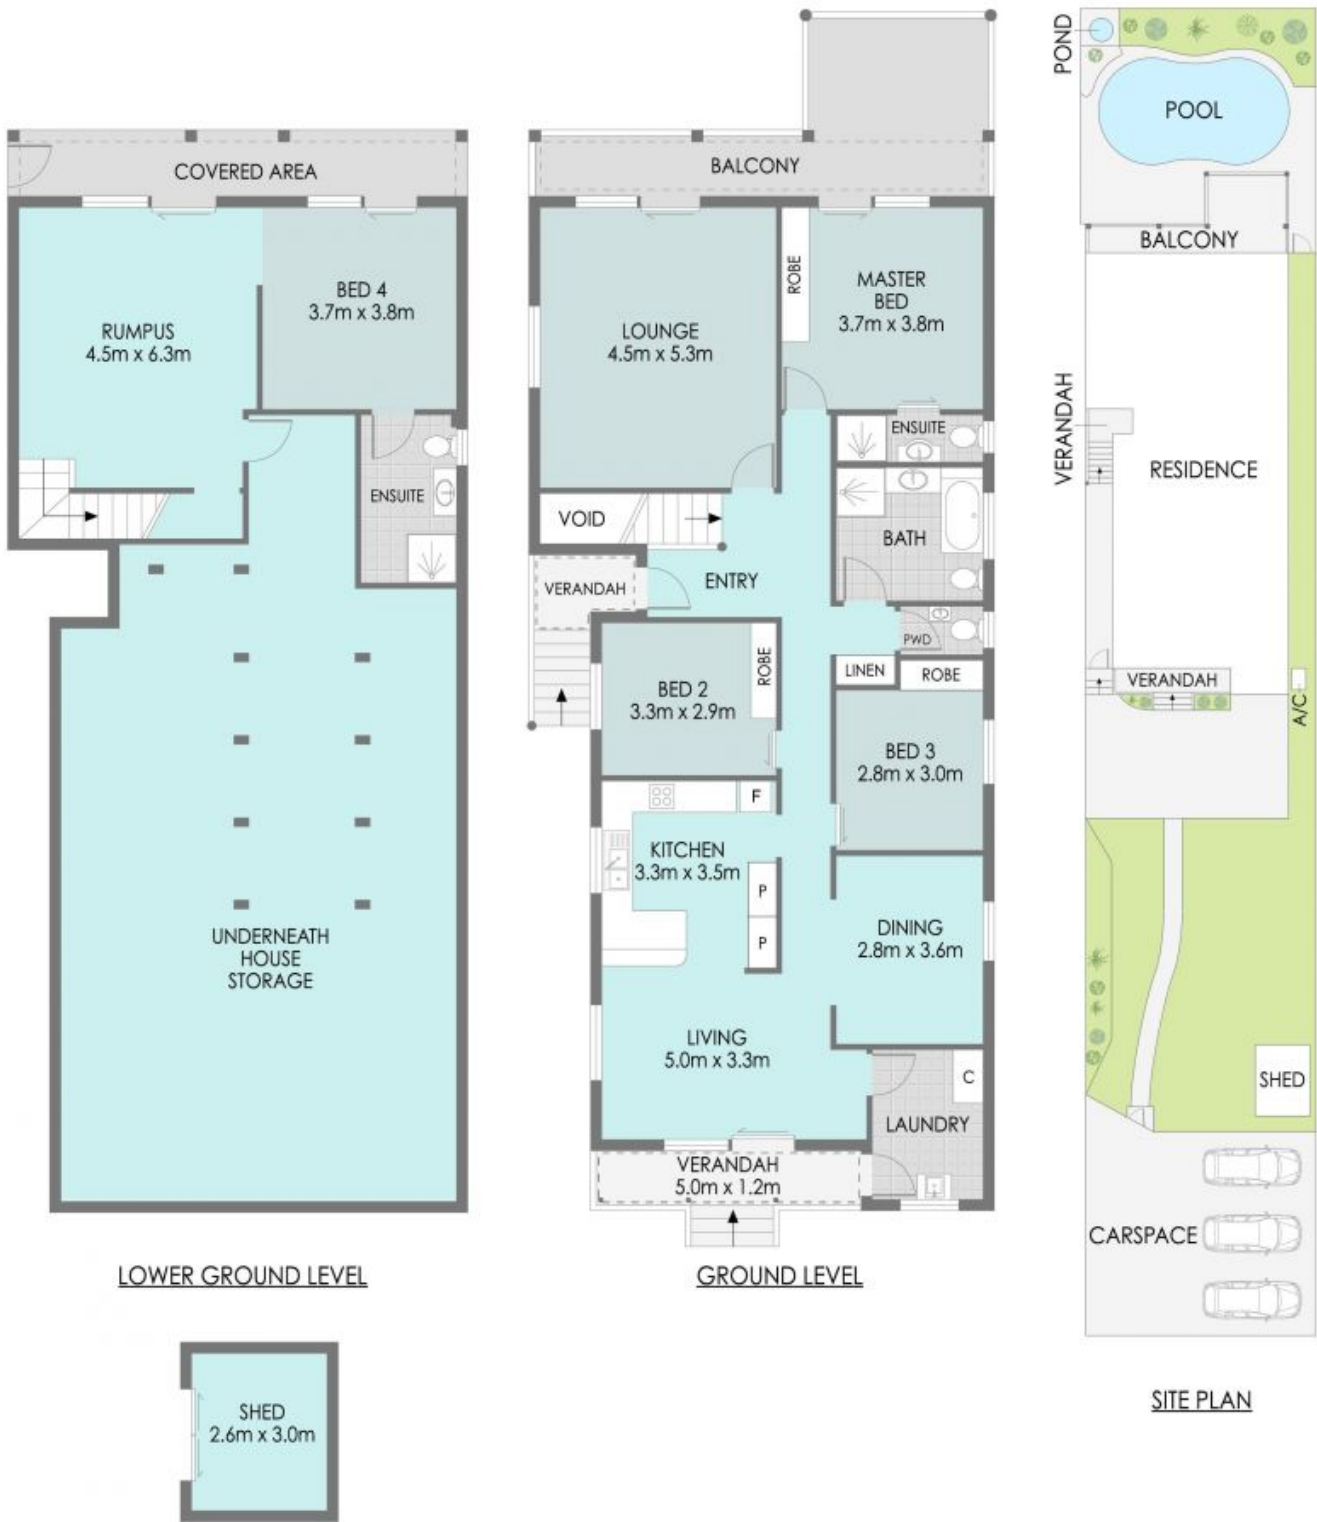 COVERED AREA
RUMPUS
4.5m x 6.3m
BED 4
3.7m x 3.8m
ENSUITE
UNDERNEATH
HOUSE
STORAGE
LOWER GROUND LEVEL
SHED
2.6m x 3.0m
BALCONY
LOUNGE
4.5m x 5.3m
ROBE
MASTER
BED
3.7m x 3.8m
ENSUITE
VOID
BATH
ENTRY
VERANDAH
PWD
LINEN
ROBE
BED 2
3.3m x 2.9m
ROBE
BED 3
2.8m x 3.0m
F
KITCHEN
3.3m x 3.5m
P
P
DINING
2.8m x 3.6m
LIVING
5.0m x 3.3m
C
LAUNDRY
VERANDAH
5.0m x 1.2m
GROUND LEVEL
POND
POOL
BALCONY
VERANDAH
RESIDENCE
VERANDAH
A/C
SHED
CARSPACE
SITE PLAN